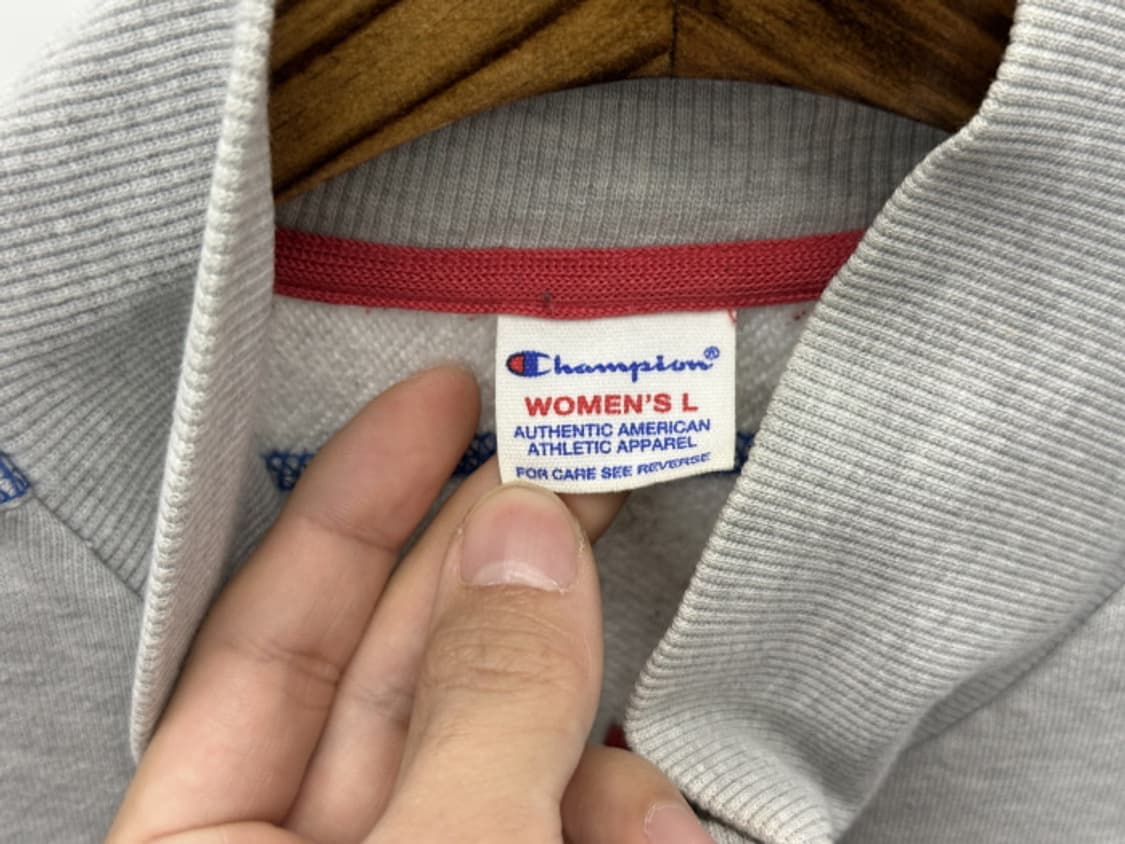 Champion®
WOMEN'S L
AUTHENTIC AMERICAN
ATHLETIC APPAREL
FOR CARE SEE REVERSE